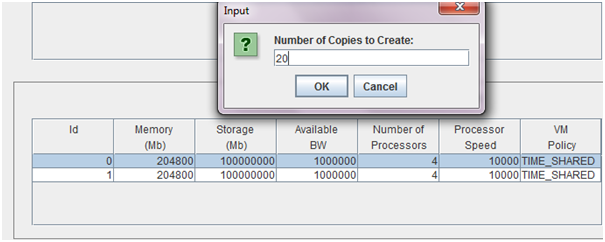 Input
X
?
Number of Copies to Create:
20
OK Cancel
Id Memory (Mb) Storage (Mb) Available BW Number of Processors Processor Speed VM Policy
0 204800 100000000 1000000 4 10000 TIME_SHARED
1 204800 100000000 1000000 4 10000 TIME_SHARED